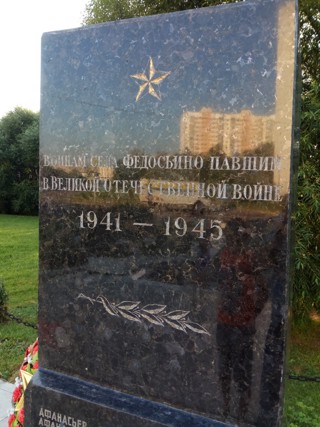 Воинам села Федосьино павшим
в Великой Отечественной войне
1941 – 1945
Афанасьев